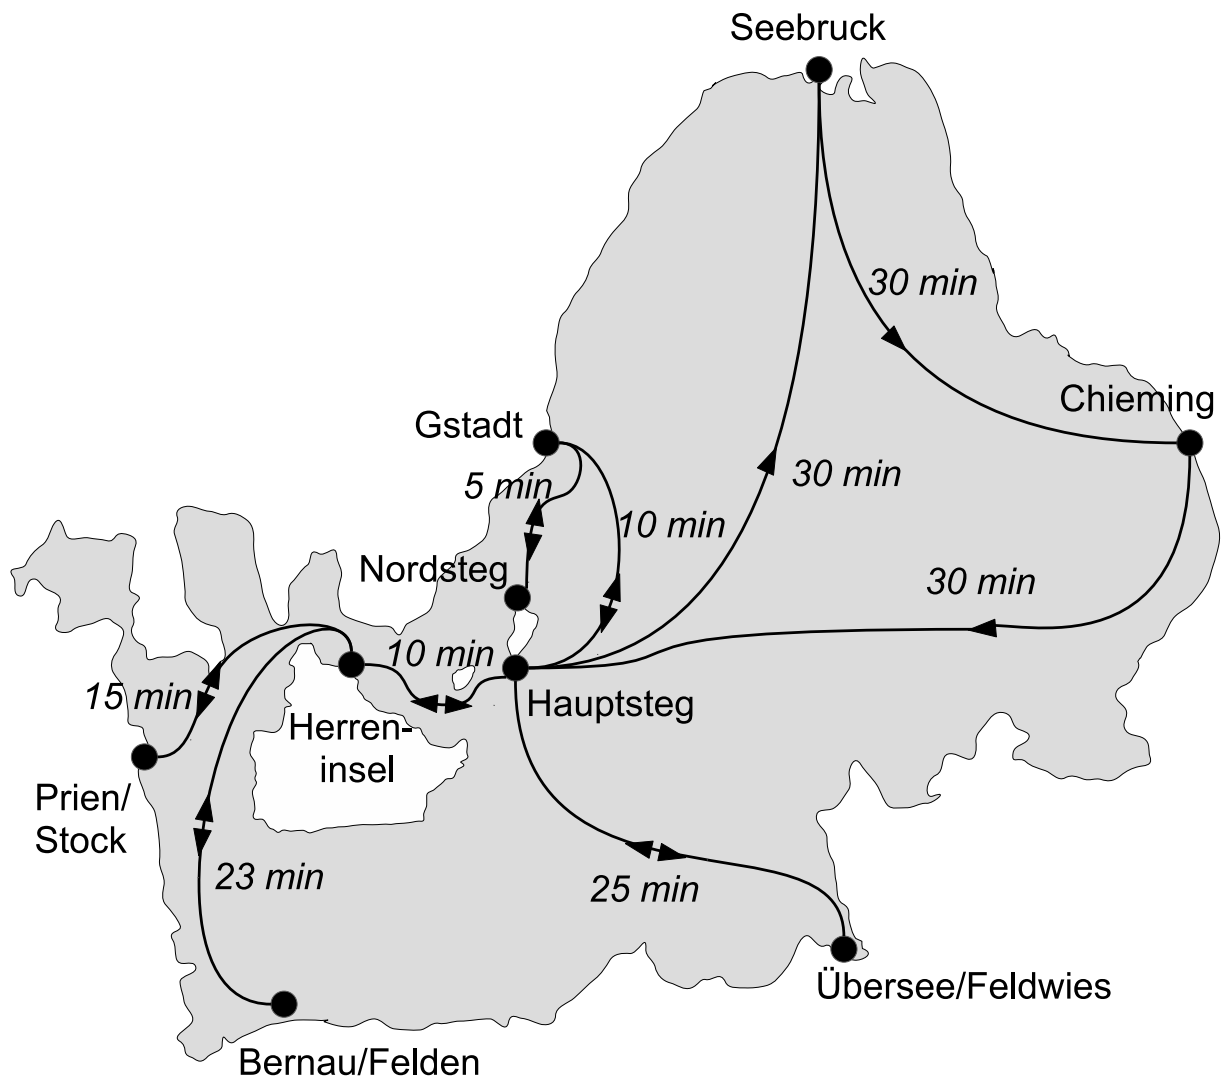 Seebruck
30 min
Chieming
Gstadt
5 min
30 min
10 min
Nordsteg
30 min
10 min
15 min
Hauptsteg
Herren-
insel
Prien/
Stock
23 min
25 min
Übersee/Feldwies
Bernau/Felden